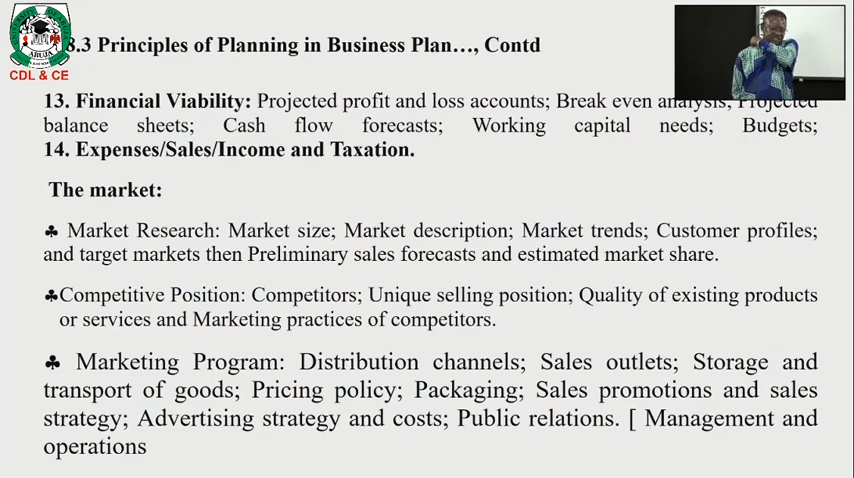 ABUJA
CDL & CE
8.3 Principles of Planning in Business Plan…, Contd
13. Financial Viability: Projected profit and loss accounts; Break even analysis; Projected
balance sheets; Cash flow forecasts; Working capital needs; Budgets;
14. Expenses/Sales/Income and Taxation.
The market:
♣ Market Research: Market size; Market description; Market trends; Customer profiles;
and target markets then Preliminary sales forecasts and estimated market share.
♣Competitive Position: Competitors; Unique selling position; Quality of existing products
or services and Marketing practices of competitors.
♣ Marketing Program: Distribution channels; Sales outlets; Storage and
transport of goods; Pricing policy; Packaging; Sales promotions and sales
strategy; Advertising strategy and costs; Public relations. [ Management and
operations